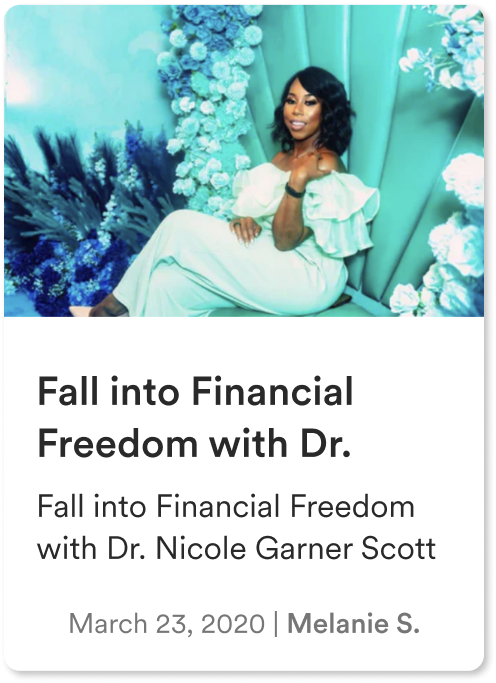 Fall into Financial
Freedom with Dr.
Fall into Financial Freedom
with Dr. Nicole Garner Scott
March 23, 2020 | Melanie S.